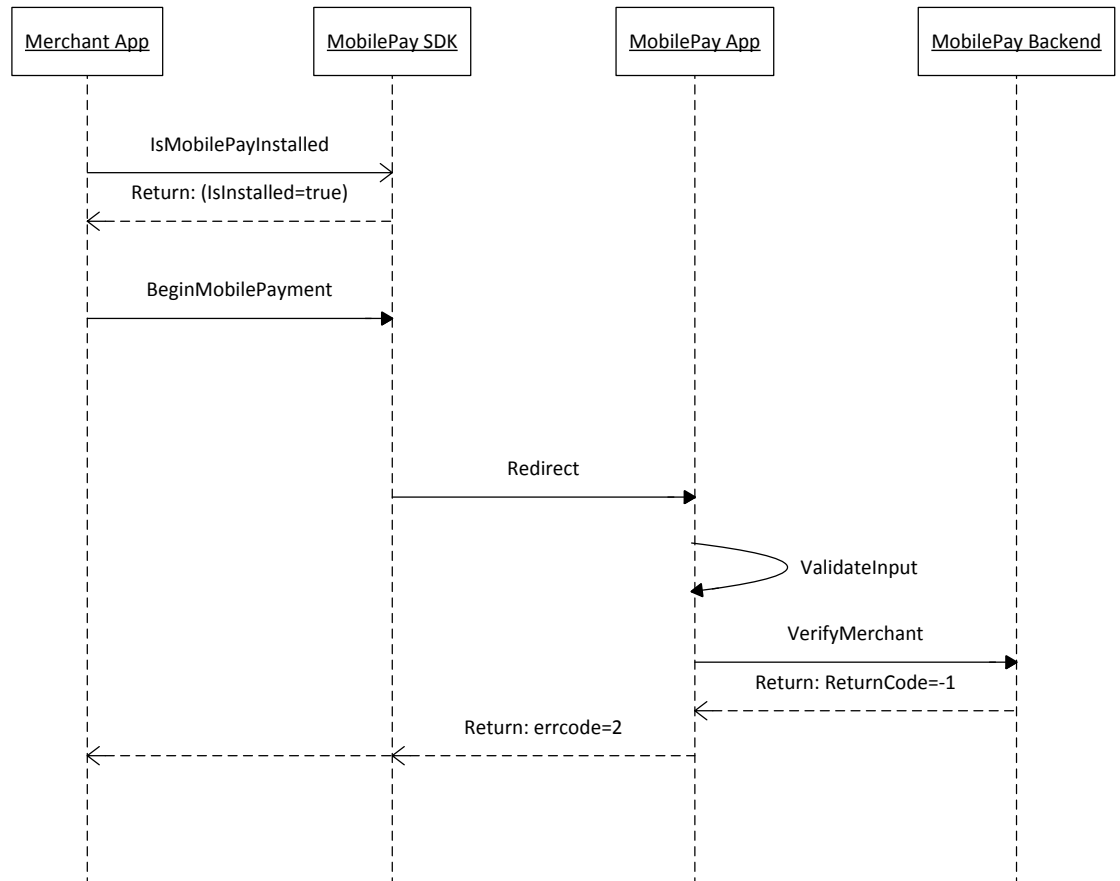 Merchant App
MobilePay SDK
MobilePay App
MobilePay Backend
IsMobilePayInstalled
Return: (IsInstalled=true)
BeginMobilePayment
Redirect
ValidateInput
VerifyMerchant
Return: ReturnCode=-1
Return: errcode=2